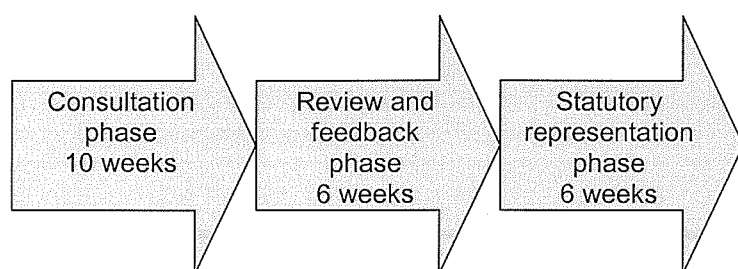 Consultation
phase
10 weeks
Review and
feedback
phase
6 weeks
Statutory
representation
phase
6 weeks